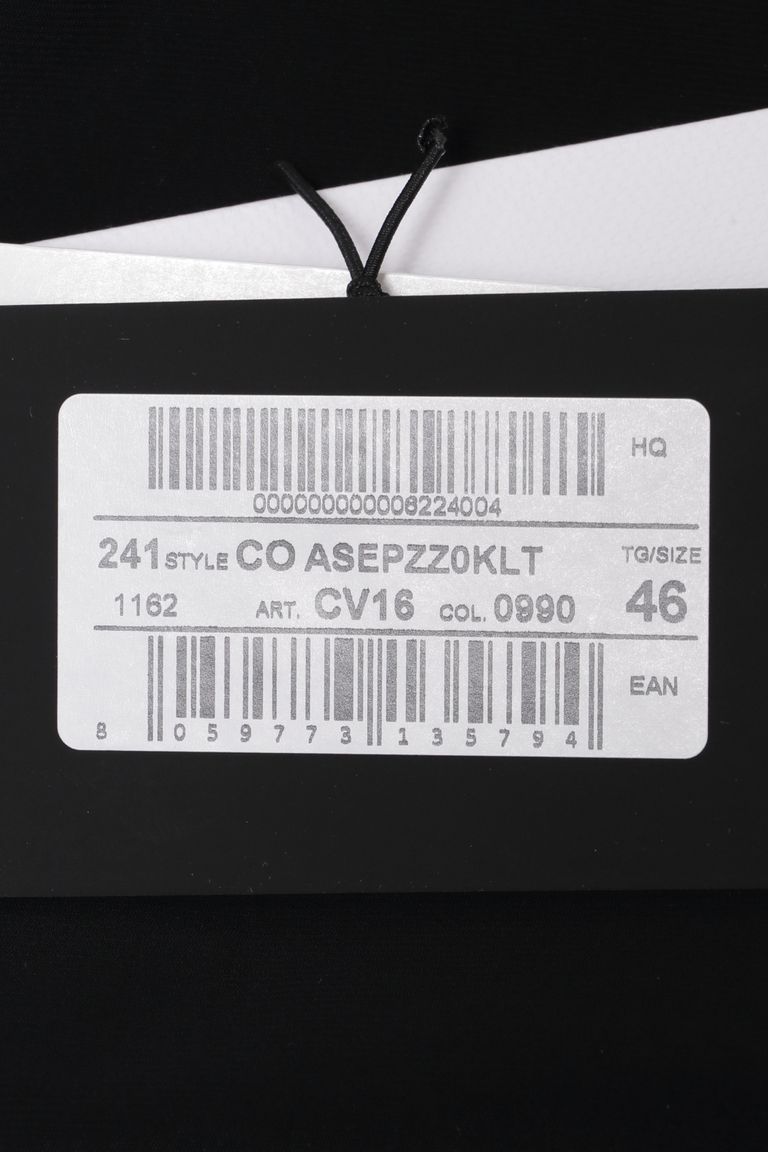 HQ
000000000008224004
241 STYLE CO ASEPZZ0KLT TG/SIZE
1162 ART. CV16 COL. 0990 46
EAN
8 059773 135794